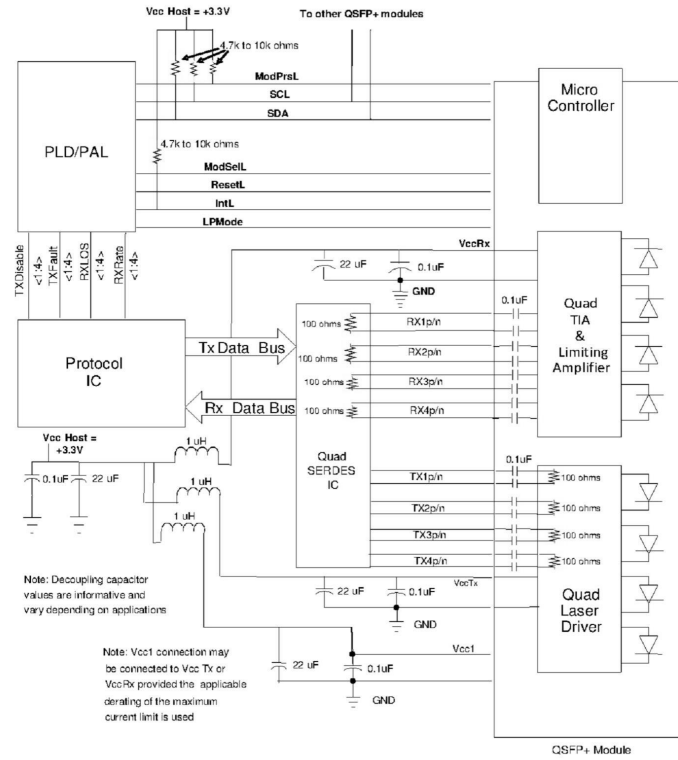 Vcc Host = +3.3V
To other QSFP+ modules
4.7k to 10k ohms
ModPrsL
SCL
SDA
Micro
Controller
PLD/PAL
4.7k to 10k ohms
ModSelL
ResetL
IntL
LPMode
TXDisable
<1:4>
TXFault
<1:4>
RXLOS
<1:4>
RXRate
<1:4>
VccRx
22 uF
0.1uF
GND
0.1uF
Quad
TIA
&
Limiting
Amplifier
100 ohms
RX1p/n
100 ohms
RX2p/n
100 ohms
RX3p/n
100 ohms
RX4p/n
Protocol
IC
Tx Data Bus
Rx Data Bus
Quad
SERDES
IC
Vcc Host =
+3.3V
0.1uF
22 uF
1 uH
1 uH
1 uH
0.1uF
TX1p/n
100 ohms
TX2p/n
100 ohms
TX3p/n
100 ohms
TX4p/n
100 ohms
Quad
Laser
Driver
VccTx
22 uF
0.1uF
GND
Note: Decoupling capacitor
values are informative and
vary depending on applications
Note: Vcc1 connection may
be connected to Vcc Tx or
VccRx provided the applicable
derating of the maximum
current limit is used
Vcc1
22 uF
0.1uF
GND
QSFP+ Module